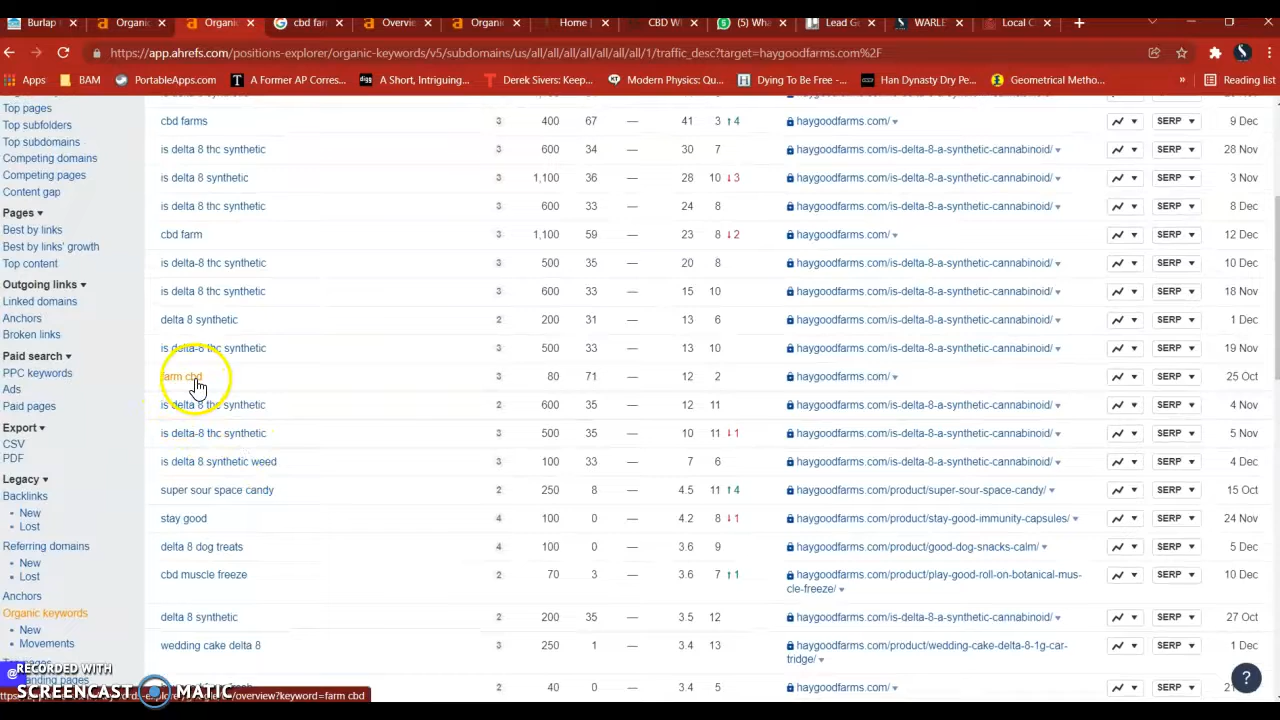 Burlap
Organic
Organic
cbd far
Overvie
Organic
Home |
CBD W
(5) Wha
Lead G
WARLE
Local C
https://app.ahrefs.com/positions-explorer/organic-keywords/v5/subdomains/us/all/all/all/all/all/all/1/traffic_desc?target=haygoodfarms.com%2F
Apps
BAM
PortableApps.com
A Former AP Corres...
A Short, Intriguing...
Derek Sivers: Keep...
Modern Physics: Qu...
Dying To Be Free -...
Han Dynasty Dry Pe...
Geometrical Metho...
»
Reading list
Top pages
Top subfolders
Top subdomains
Competing domains
Competing pages
Content gap
Pages
Best by links
Best by links' growth
Top content
Outgoing links
Linked domains
Anchors
Broken links
Paid search
PPC keywords
Ads
Paid pages
Export
CSV
PDF
Legacy
Backlinks
New
Lost
Referring domains
New
Lost
Anchors
Organic keywords
New
Movements
cbd farms 3 400 67 — 41 3 ↑4 haygoodfarms.com/ SERP 9 Dec
is delta 8 thc synthetic 3 600 34 — 30 7 haygoodfarms.com/is-delta-8-a-synthetic-cannabinoid/ SERP 28 Nov
is delta 8 synthetic 3 1,100 36 — 28 10 ↓3 haygoodfarms.com/is-delta-8-a-synthetic-cannabinoid/ SERP 3 Nov
is delta 8 thc synthetic 3 600 33 — 24 8 haygoodfarms.com/is-delta-8-a-synthetic-cannabinoid/ SERP 8 Dec
cbd farm 3 1,100 59 — 23 8 ↓2 haygoodfarms.com/ SERP 12 Dec
is delta-8 thc synthetic 3 500 35 — 20 8 haygoodfarms.com/is-delta-8-a-synthetic-cannabinoid/ SERP 10 Dec
is delta 8 thc synthetic 3 600 33 — 15 10 haygoodfarms.com/is-delta-8-a-synthetic-cannabinoid/ SERP 18 Nov
delta 8 synthetic 2 200 31 — 13 6 haygoodfarms.com/is-delta-8-a-synthetic-cannabinoid/ SERP 1 Dec
is delta-8 thc synthetic 3 500 33 — 13 10 haygoodfarms.com/is-delta-8-a-synthetic-cannabinoid/ SERP 19 Nov
farm cbd 3 80 71 — 12 2 haygoodfarms.com/ SERP 25 Oct
is delta 8 thc synthetic 2 600 35 — 12 11 haygoodfarms.com/is-delta-8-a-synthetic-cannabinoid/ SERP 4 Nov
is delta-8 thc synthetic 3 500 35 — 10 11 ↓1 haygoodfarms.com/is-delta-8-a-synthetic-cannabinoid/ SERP 5 Nov
is delta 8 synthetic weed 3 100 33 — 7 6 haygoodfarms.com/is-delta-8-a-synthetic-cannabinoid/ SERP 4 Dec
super sour space candy 2 250 8 — 4.5 11 ↑4 haygoodfarms.com/product/super-sour-space-candy/ SERP 15 Oct
stay good 4 100 0 — 4.2 8 ↓1 haygoodfarms.com/product/stay-good-immunity-capsules/ SERP 24 Nov
delta 8 dog treats 4 100 0 — 3.6 9 haygoodfarms.com/product/good-dog-snacks-calm/ SERP 5 Dec
cbd muscle freeze 2 70 3 — 3.6 7 ↑1 haygoodfarms.com/product/play-good-roll-on-botanical-mus-
cle-freeze/ SERP 10 Dec
delta 8 synthetic 2 200 35 — 3.5 12 haygoodfarms.com/is-delta-8-a-synthetic-cannabinoid/ SERP 27 Oct
wedding cake delta 8 3 250 1 — 3.4 13 haygoodfarms.com/product/wedding-cake-delta-8-1g-car-
tridge/ SERP 1 Dec
2 40 0 — 3.4 5 haygoodfarms.com/ SERP
?
RECORDED WITH
SCREENCAST MATIC
overview?keyword=farm cbd